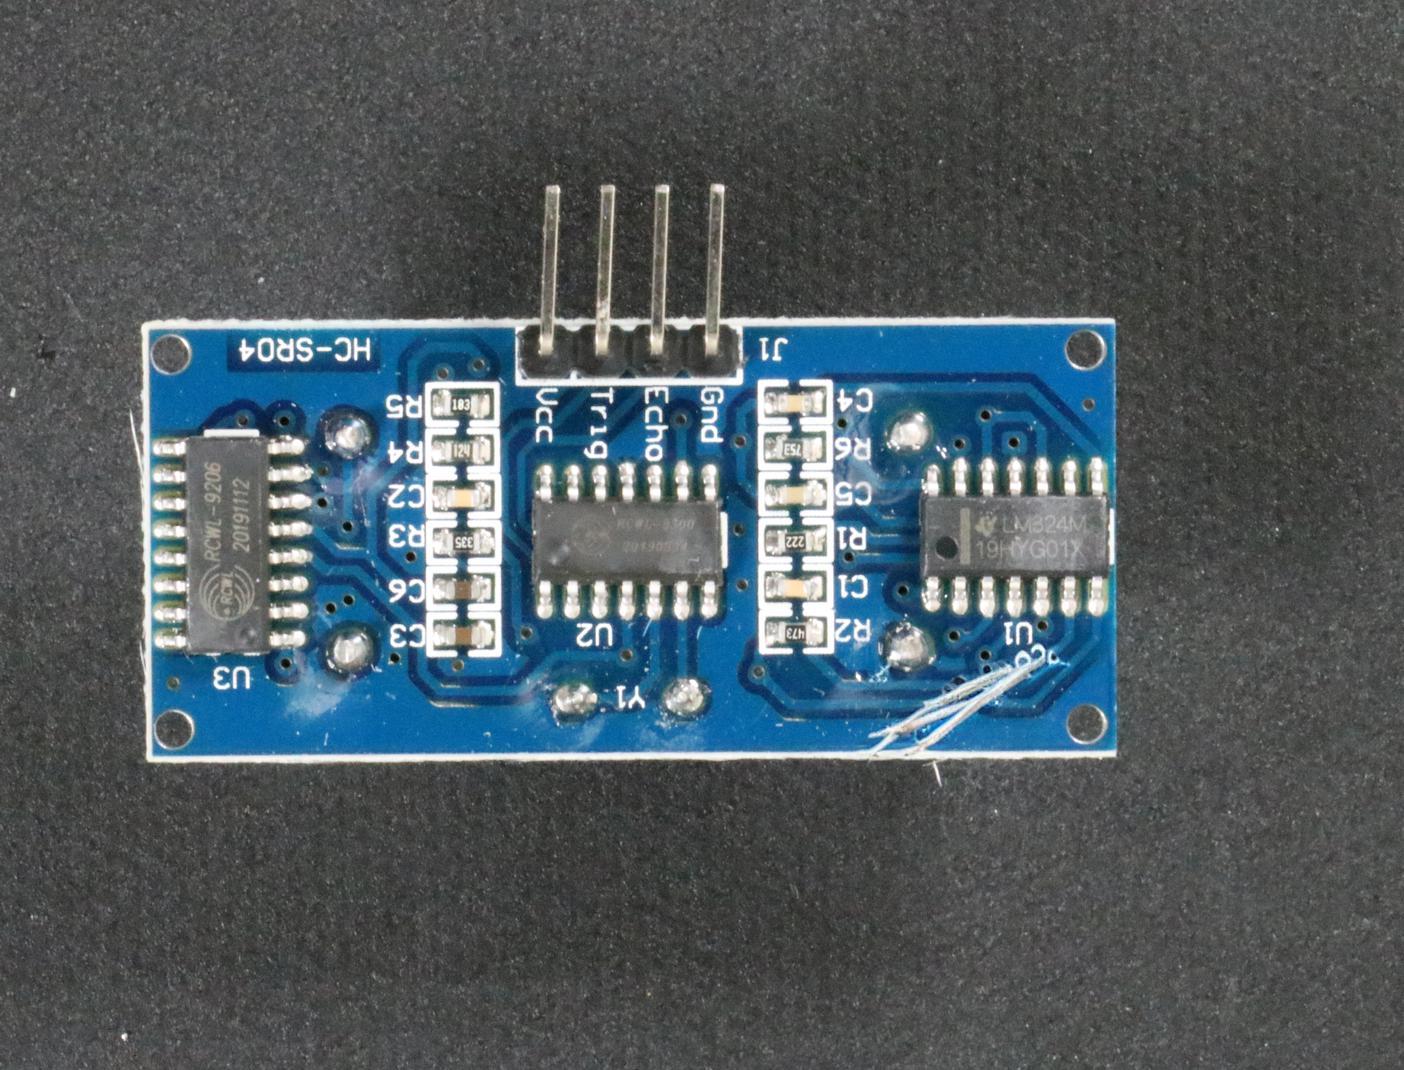 HC-SR04
J1
Vcc
Trig
Echo
Gnd
R5
103
R4
124
C2
R3
335
C6
C3
C4
R6
753
C5
R1
222
C1
R2
473
RCWL-9206
20191112
RCWL
U3
U2
Y1
LM324M
19HYG01X
U1